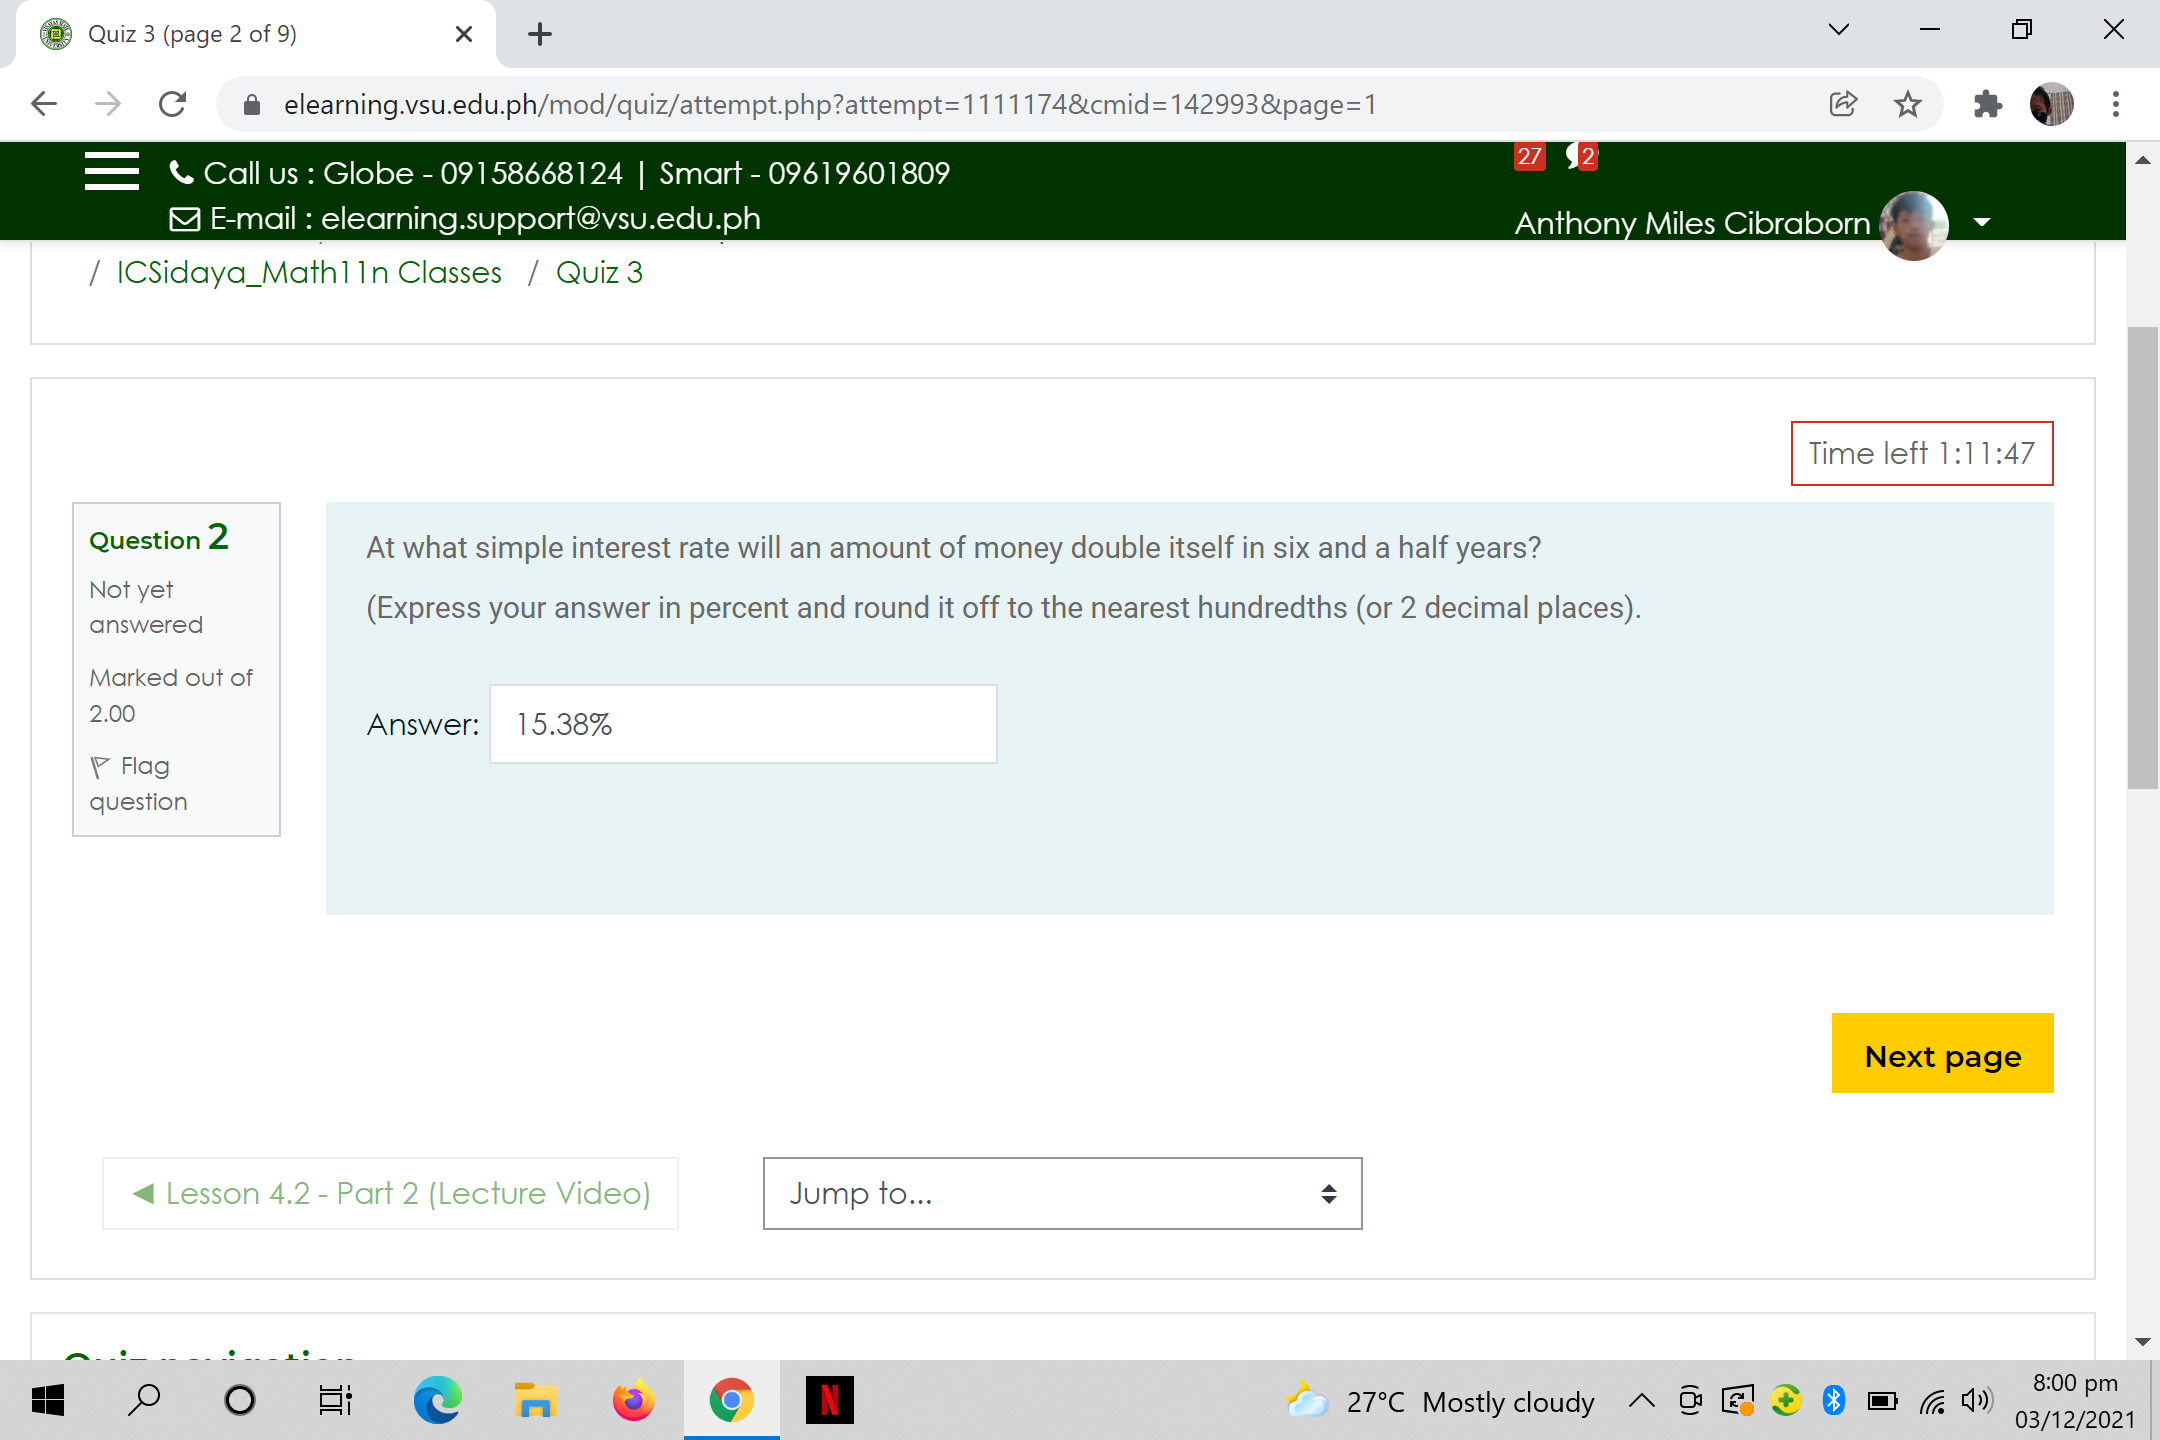 Quiz 3 (page 2 of 9)
elearning.vsu.edu.ph/mod/quiz/attempt.php?attempt=1111174&cmid=142993&page=1
Call us : Globe - 09158668124 | Smart - 09619601809
27 2
E-mail : elearning.support@vsu.edu.ph
Anthony Miles Cibraborn
/ ICSidaya_Math11n Classes / Quiz 3
Time left 1:11:47
Question 2
Not yet
answered
Marked out of
2.00
Flag
question
At what simple interest rate will an amount of money double itself in six and a half years?
(Express your answer in percent and round it off to the nearest hundredths (or 2 decimal places).
Answer: 15.38%
Next page
◄ Lesson 4.2 - Part 2 (Lecture Video)
Jump to...
Quiz navigation
N
27°C Mostly cloudy
8:00 pm
03/12/2021